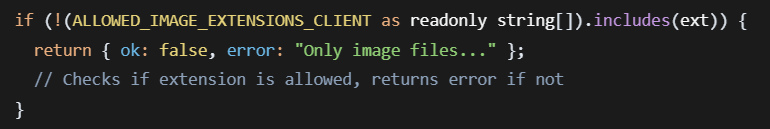 if (!(ALLOWED_IMAGE_EXTENSIONS_CLIENT as readonly string[]).includes(ext)) {
  return { ok: false, error: "Only image files..." };
  // Checks if extension is allowed, returns error if not
}